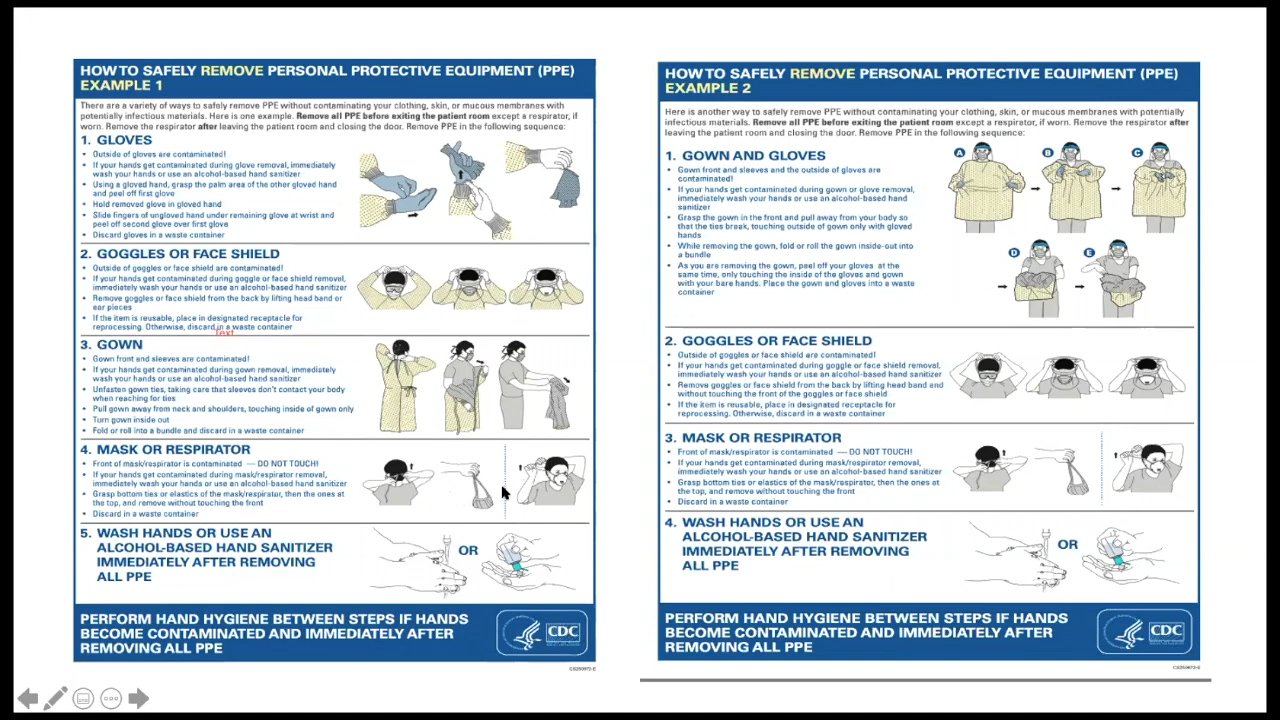 HOW TO SAFELY REMOVE PERSONAL PROTECTIVE EQUIPMENT (PPE)
EXAMPLE 1
There are a variety of ways to safely remove PPE without contaminating your clothing, skin, or mucous membranes with
potentially infectious materials. Here is one example. Remove all PPE before exiting the patient room except a respirator, if
worn. Remove the respirator after leaving the patient room and closing the door. Remove PPE in the following sequence:
1. GLOVES
• Outside of gloves are contaminated!
• If your hands get contaminated during glove removal, immediately
wash your hands or use an alcohol-based hand sanitizer
• Using a gloved hand, grasp the palm area of the other gloved hand
and peel off first glove
• Hold removed glove in gloved hand
• Slide fingers of ungloved hand under remaining glove at wrist and
peel off second glove over first glove
• Discard gloves in a waste container
2. GOGGLES OR FACE SHIELD
• Outside of goggles or face shield are contaminated!
• If your hands get contaminated during goggle or face shield removal,
immediately wash your hands or use an alcohol-based hand sanitizer
• Remove goggles or face shield from the back by lifting head band or
ear pieces
• If the item is reusable, place in designated receptacle for
reprocessing. Otherwise, discard in a waste container
Text
3. GOWN
• Gown front and sleeves are contaminated!
• If your hands get contaminated during gown removal, immediately
wash your hands or use an alcohol-based hand sanitizer
• Unfasten gown ties, taking care that sleeves don't contact your body
when reaching for ties
• Pull gown away from neck and shoulders, touching inside of gown only
• Turn gown inside out
• Fold or roll into a bundle and discard in a waste container
4. MASK OR RESPIRATOR
• Front of mask/respirator is contaminated — DO NOT TOUCH!
• If your hands get contaminated during mask/respirator removal,
immediately wash your hands or use an alcohol-based hand sanitizer
• Grasp bottom ties or elastics of the mask/respirator, then the ones at
the top, and remove without touching the front
• Discard in a waste container
5. WASH HANDS OR USE AN
ALCOHOL-BASED HAND SANITIZER
IMMEDIATELY AFTER REMOVING
ALL PPE
OR
PERFORM HAND HYGIENE BETWEEN STEPS IF HANDS
BECOME CONTAMINATED AND IMMEDIATELY AFTER
REMOVING ALL PPE
CDC
CS250672-E
HOW TO SAFELY REMOVE PERSONAL PROTECTIVE EQUIPMENT (PPE)
EXAMPLE 2
Here is another way to safely remove PPE without contaminating your clothing, skin, or mucous membranes with potentially
infectious materials. Remove all PPE before exiting the patient room except a respirator, if worn. Remove the respirator after
leaving the patient room and closing the door. Remove PPE in the following sequence:
1. GOWN AND GLOVES
• Gown front and sleeves and the outside of gloves are
contaminated!
• If your hands get contaminated during gown or glove removal,
immediately wash your hands or use an alcohol-based hand
sanitizer
• Grasp the gown in the front and pull away from your body so
that the ties break, touching outside of gown only with gloved
hands
• While removing the gown, fold or roll the gown inside-out into
a bundle
• As you are removing the gown, peel off your gloves at the
same time, only touching the inside of the gloves and gown
with your bare hands. Place the gown and gloves into a waste
container
A B C
D E
2. GOGGLES OR FACE SHIELD
• Outside of goggles or face shield are contaminated!
• If your hands get contaminated during goggle or face shield removal,
immediately wash your hands or use an alcohol-based hand sanitizer
• Remove goggles or face shield from the back by lifting head band and
without touching the front of the goggles or face shield
• If the item is reusable, place in designated receptacle for
reprocessing. Otherwise, discard in a waste container
3. MASK OR RESPIRATOR
• Front of mask/respirator is contaminated — DO NOT TOUCH!
• If your hands get contaminated during mask/respirator removal,
immediately wash your hands or use an alcohol-based hand sanitizer
• Grasp bottom ties or elastics of the mask/respirator, then the ones at
the top, and remove without touching the front
• Discard in a waste container
4. WASH HANDS OR USE AN
ALCOHOL-BASED HAND SANITIZER
IMMEDIATELY AFTER REMOVING
ALL PPE
OR
PERFORM HAND HYGIENE BETWEEN STEPS IF HANDS
BECOME CONTAMINATED AND IMMEDIATELY AFTER
REMOVING ALL PPE
CDC
CS250672-E